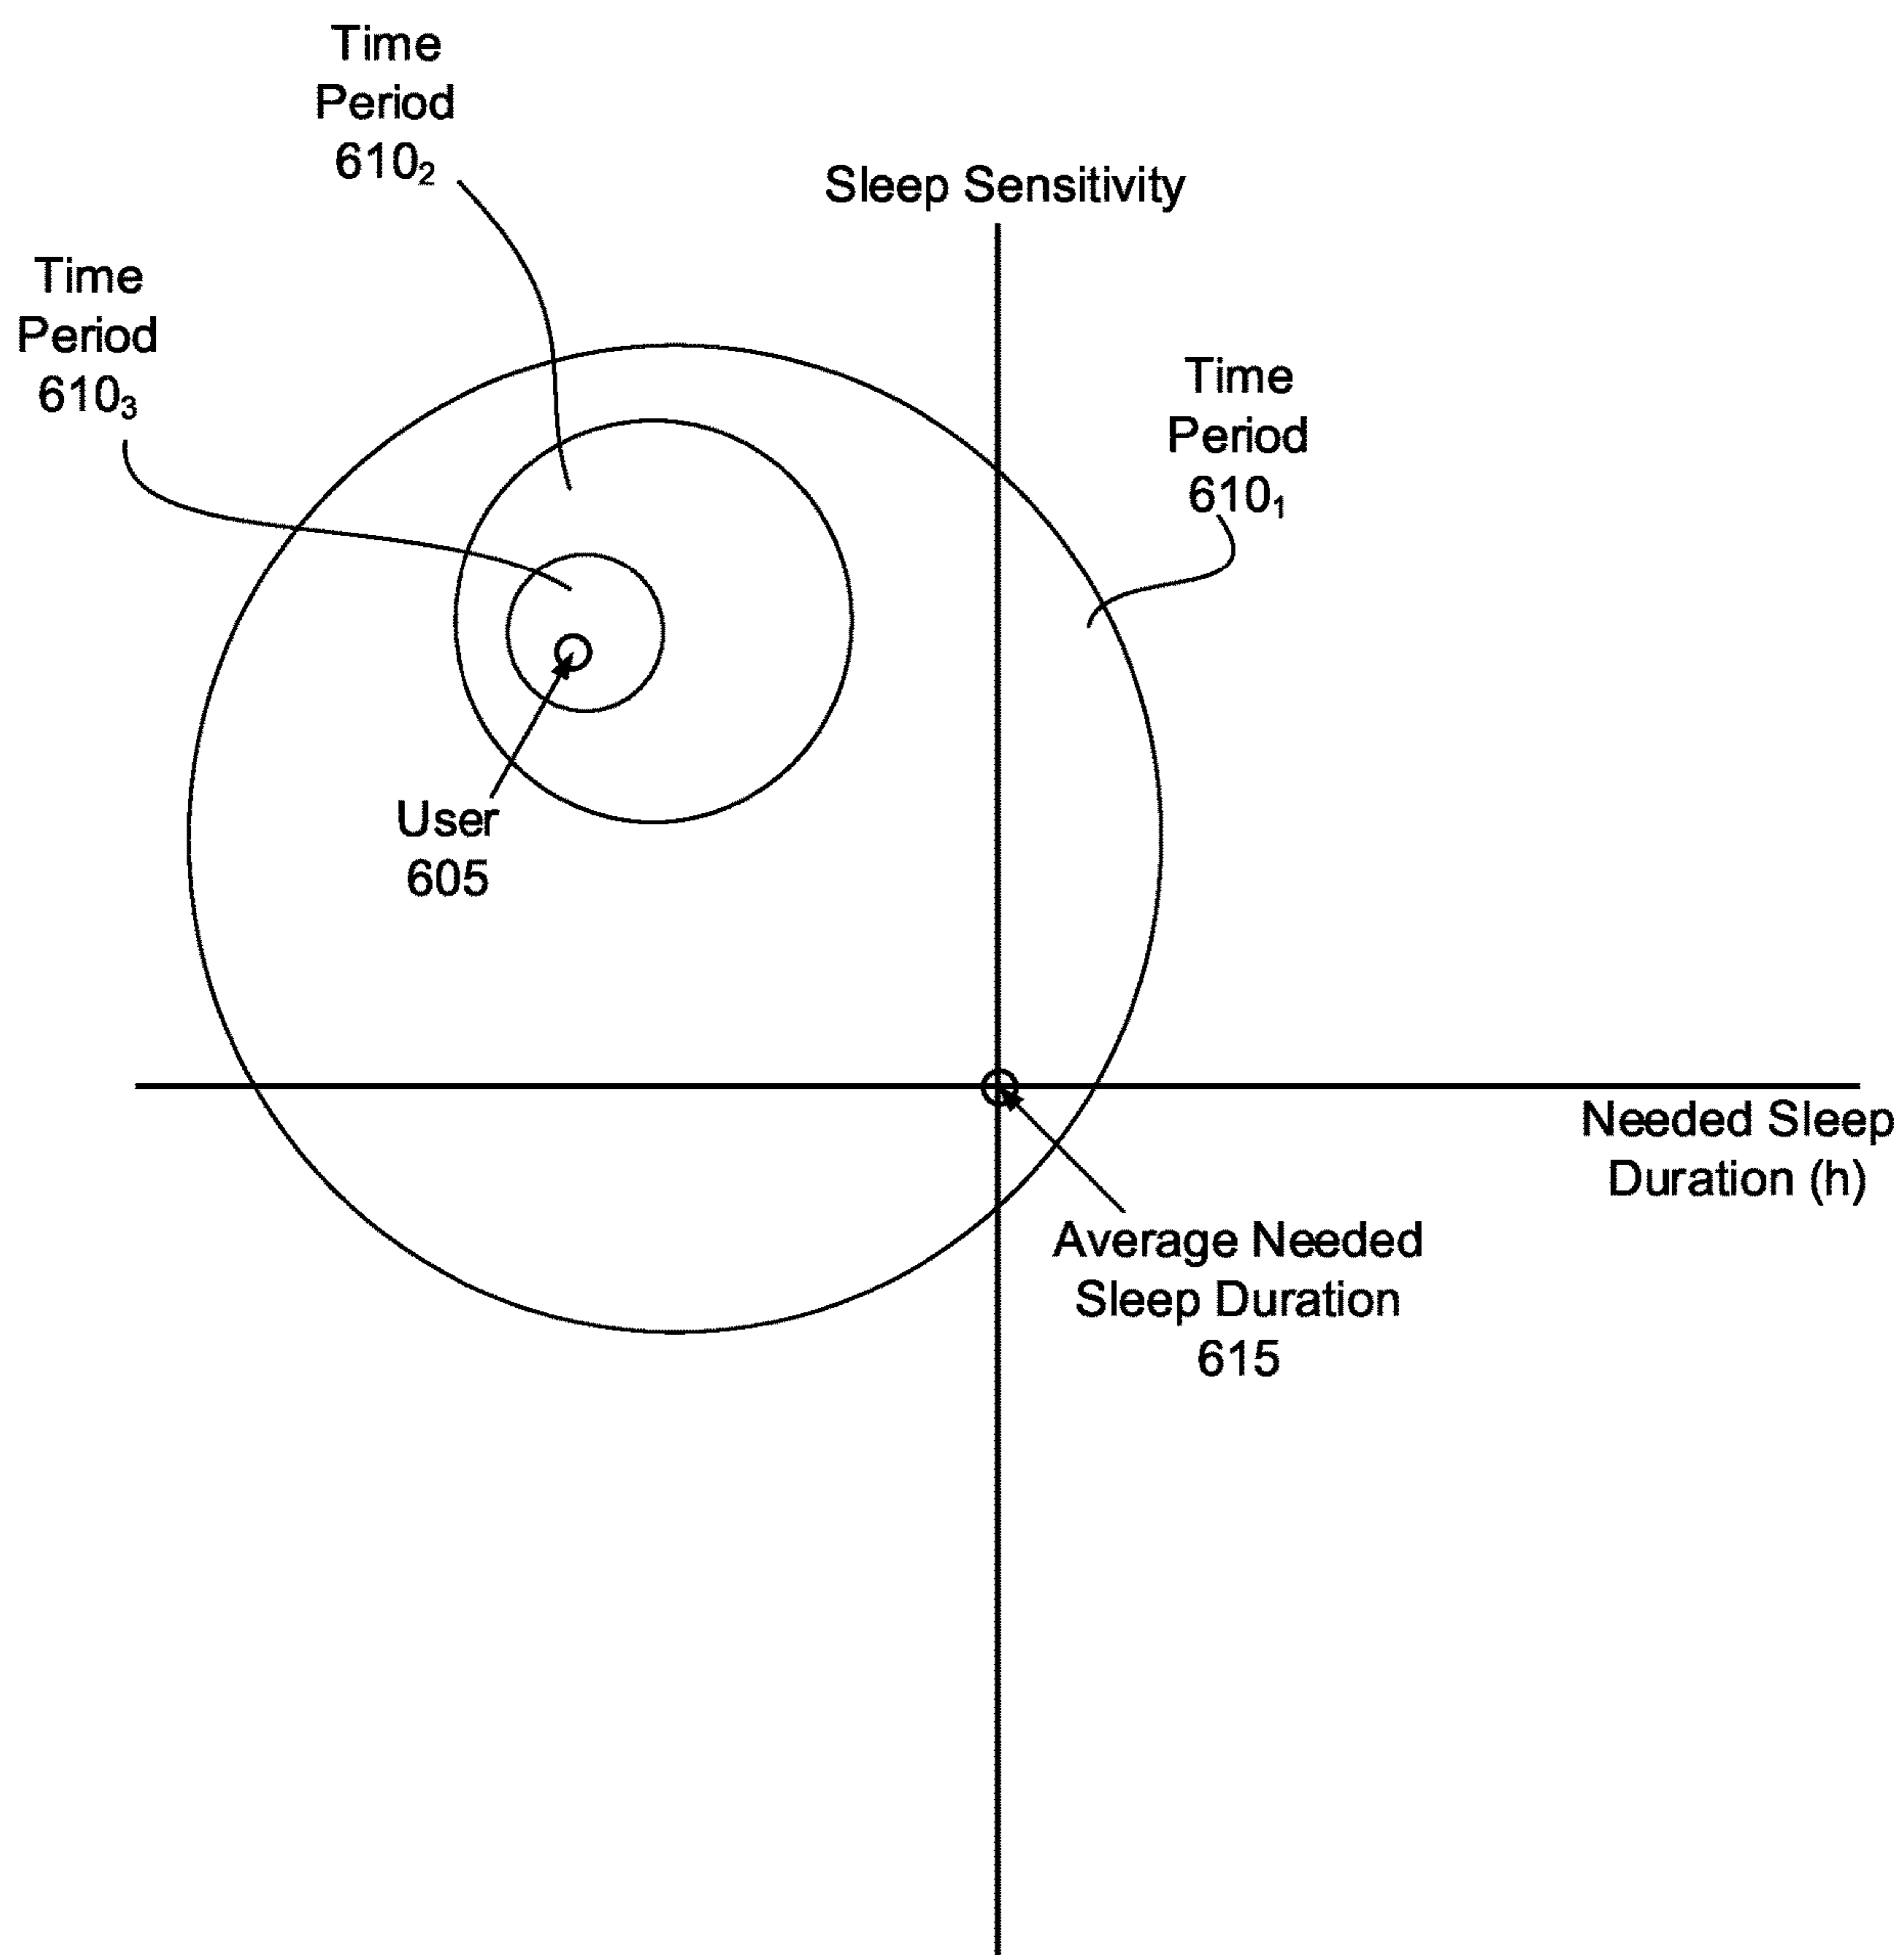 Time
Period
610₂
Sleep Sensitivity
Time
Period
610₃
Time
Period
610₁
User
605
Needed Sleep
Duration (h)
Average Needed
Sleep Duration
615